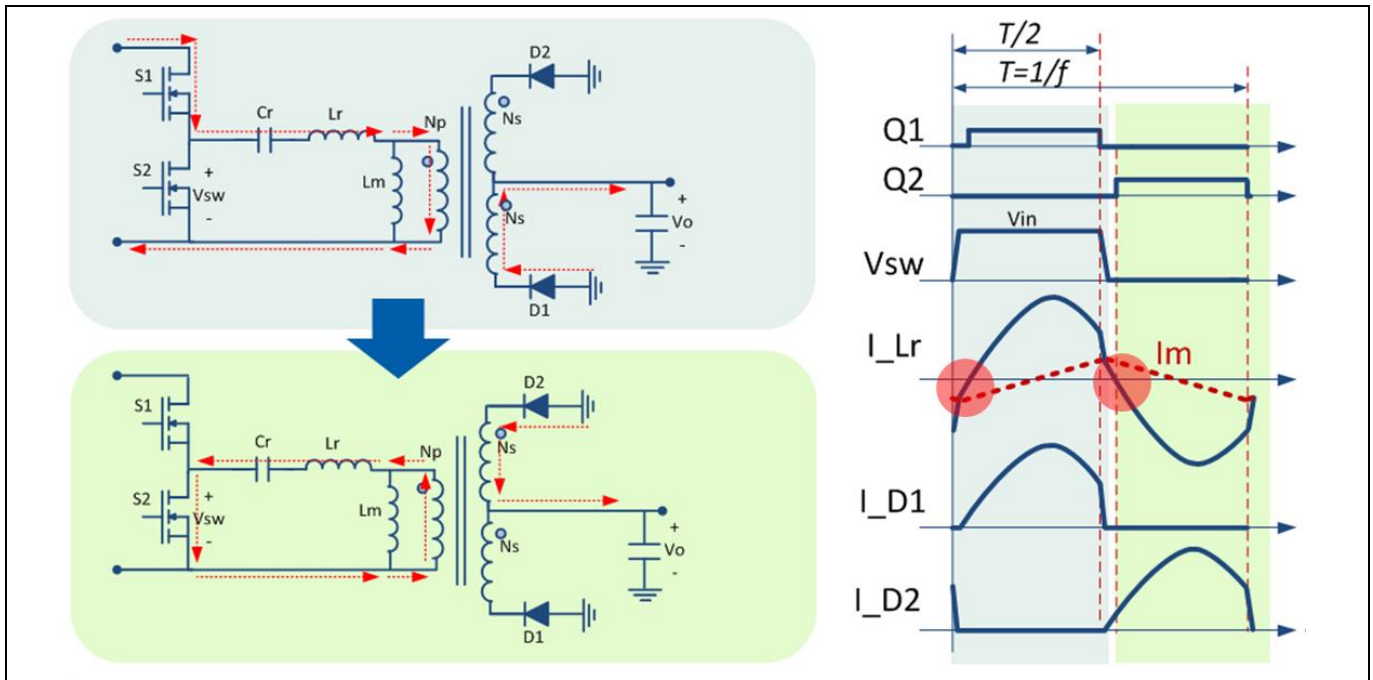 D2
S1
Ns
Cr
Lr
Np
S2
+
Vsw
-
Lm
Ns
+
Vo
-
D1
D2
S1
Ns
Cr
Lr
Np
S2
+
Vsw
-
Lm
Ns
+
Vo
-
D1
T/2
T=1/f
Q1
Q2
Vin
Vsw
I_Lr
Im
I_D1
I_D2